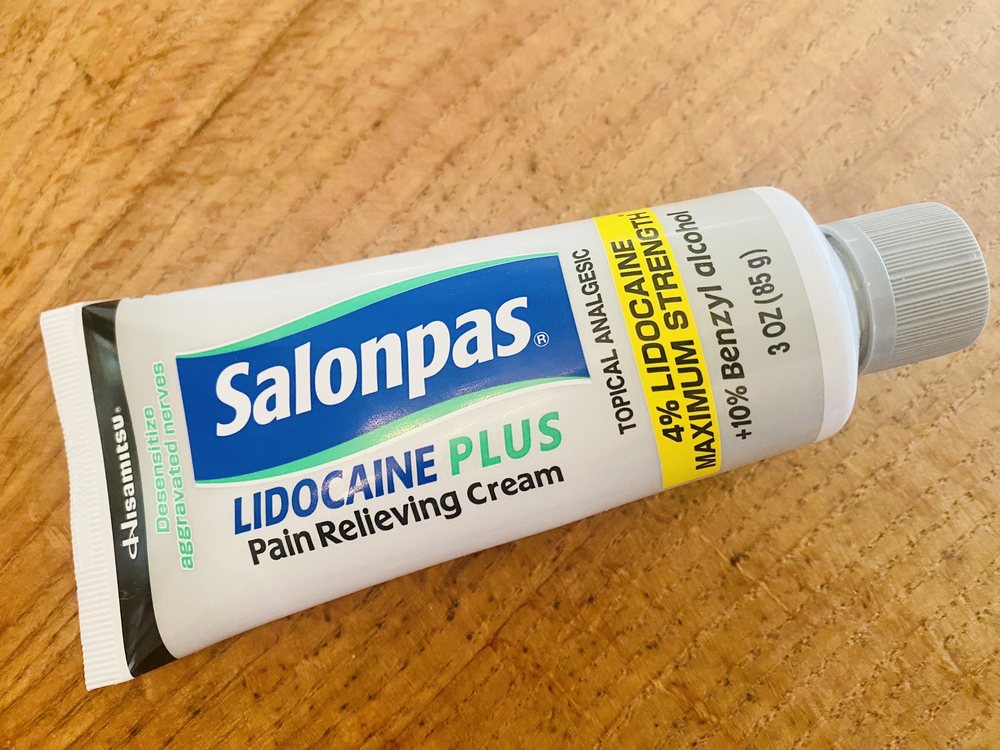 Hisamitsu®
Desensitize
aggravated nerves
Salonpas®
LIDOCAINE PLUS
Pain Relieving Cream
TOPICAL ANALGESIC
4% LIDOCAINE
MAXIMUM STRENGTH*
+10% Benzyl alcohol
3 OZ (85 g)